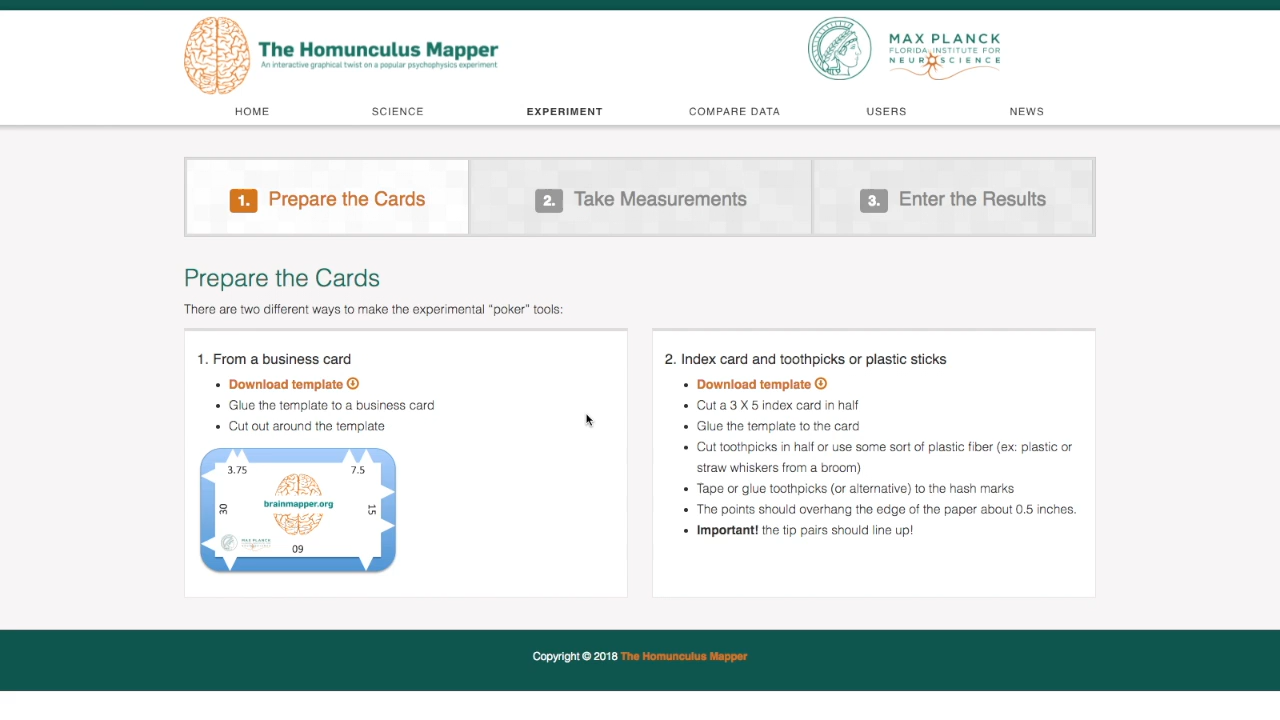 The Homunculus Mapper
An interactive graphical twist on a popular psychophysics experiment
MAX PLANCK
FLORIDA INSTITUTE FOR
NEUROSCIENCE
HOME SCIENCE EXPERIMENT COMPARE DATA USERS NEWS
1. Prepare the Cards 2. Take Measurements 3. Enter the Results
Prepare the Cards
There are two different ways to make the experimental “poker” tools:
1. From a business card
• Download template
• Glue the template to a business card
• Cut out around the template
3.75 7.5
brainmapper.org
30 15
MAX PLANCK
60
2. Index card and toothpicks or plastic sticks
• Download template
• Cut a 3 X 5 index card in half
• Glue the template to the card
• Cut toothpicks in half or use some sort of plastic fiber (ex: plastic or
straw whiskers from a broom)
• Tape or glue toothpicks (or alternative) to the hash marks
• The points should overhang the edge of the paper about 0.5 inches.
• Important! the tip pairs should line up!
Copyright © 2018 The Homunculus Mapper